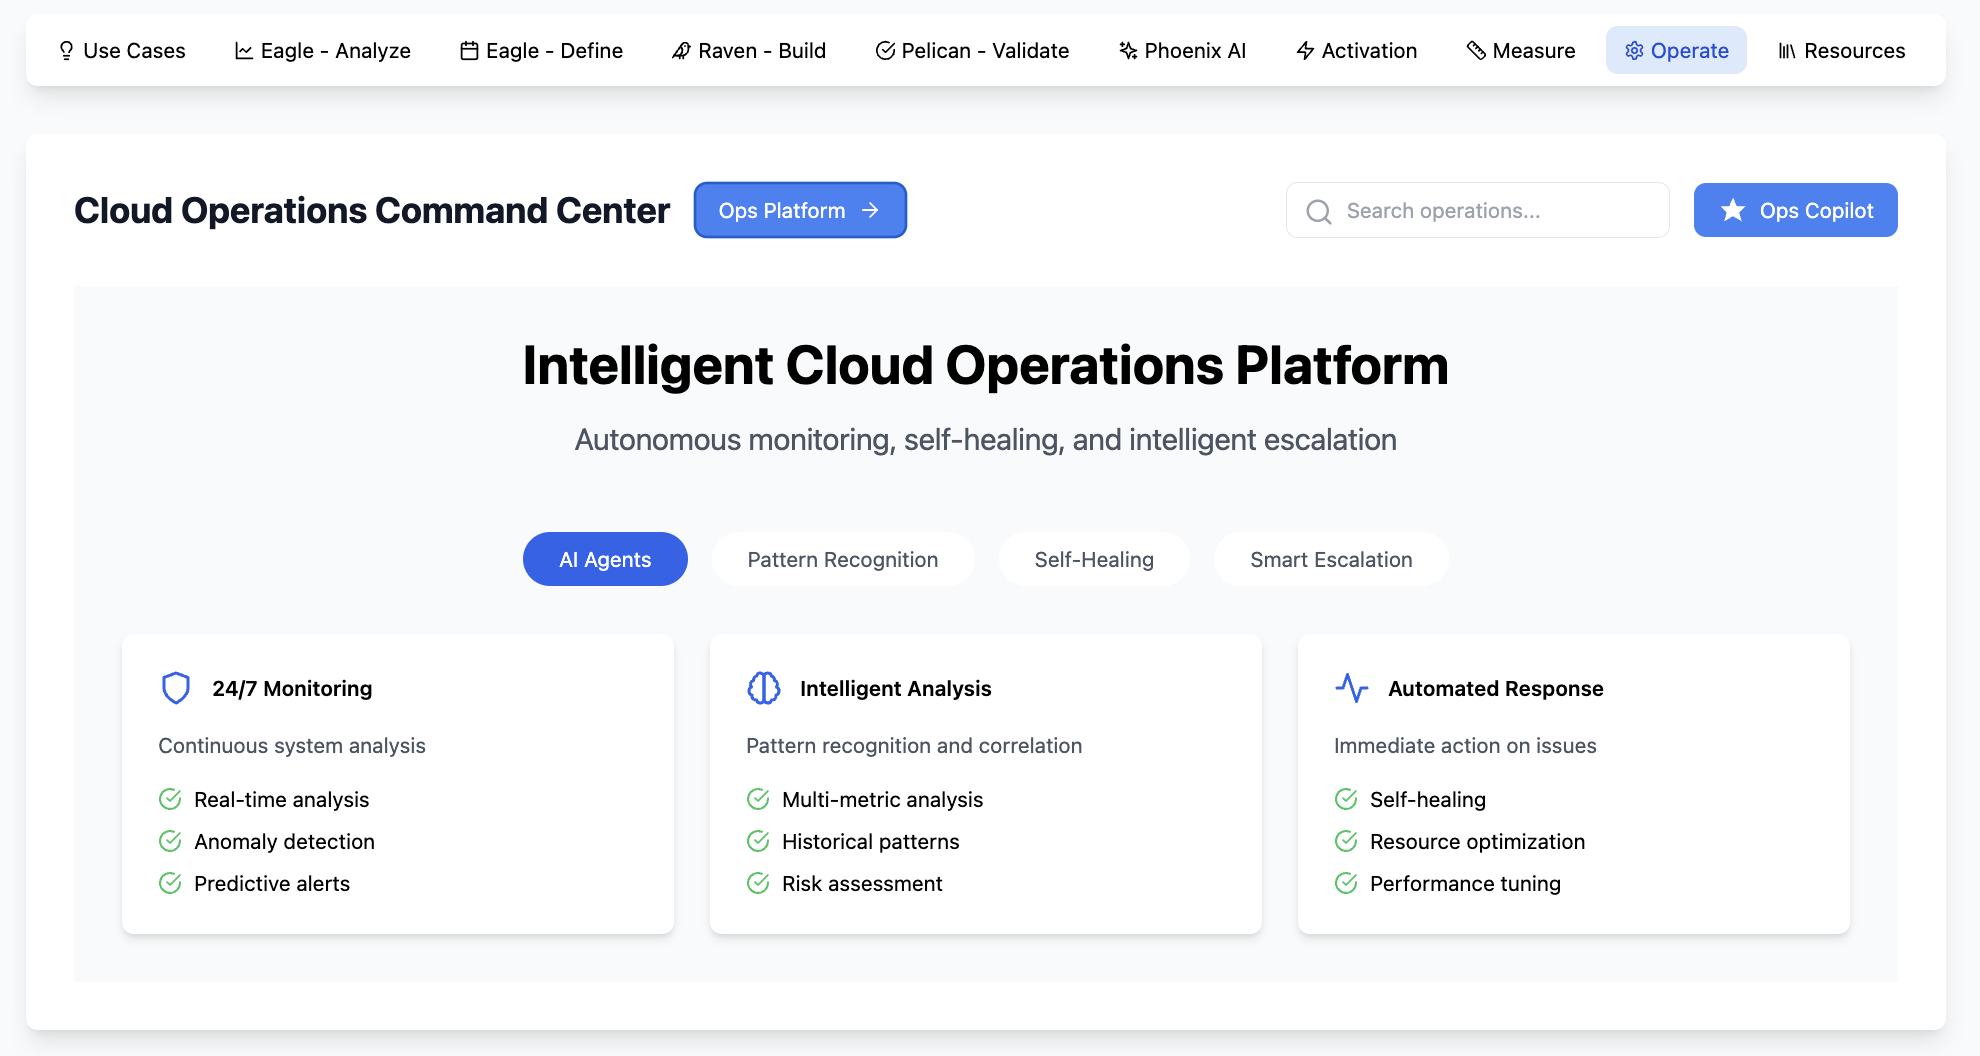 Use Cases
Eagle - Analyze
Eagle - Define
Raven - Build
Pelican - Validate
Phoenix AI
Activation
Measure
Operate
Resources
Cloud Operations Command Center
Ops Platform
Search operations...
Ops Copilot
Intelligent Cloud Operations Platform
Autonomous monitoring, self-healing, and intelligent escalation
AI Agents
Pattern Recognition
Self-Healing
Smart Escalation
24/7 Monitoring
Continuous system analysis
Real-time analysis
Anomaly detection
Predictive alerts
Intelligent Analysis
Pattern recognition and correlation
Multi-metric analysis
Historical patterns
Risk assessment
Automated Response
Immediate action on issues
Self-healing
Resource optimization
Performance tuning